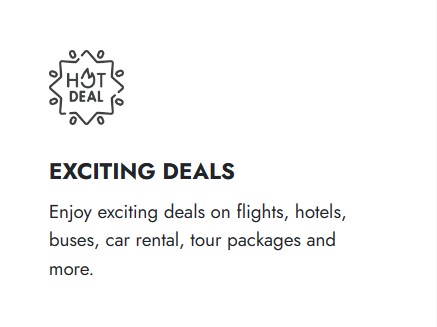 HOT
DEAL
EXCITING DEALS
Enjoy exciting deals on flights, hotels,
buses, car rental, tour packages and
more.